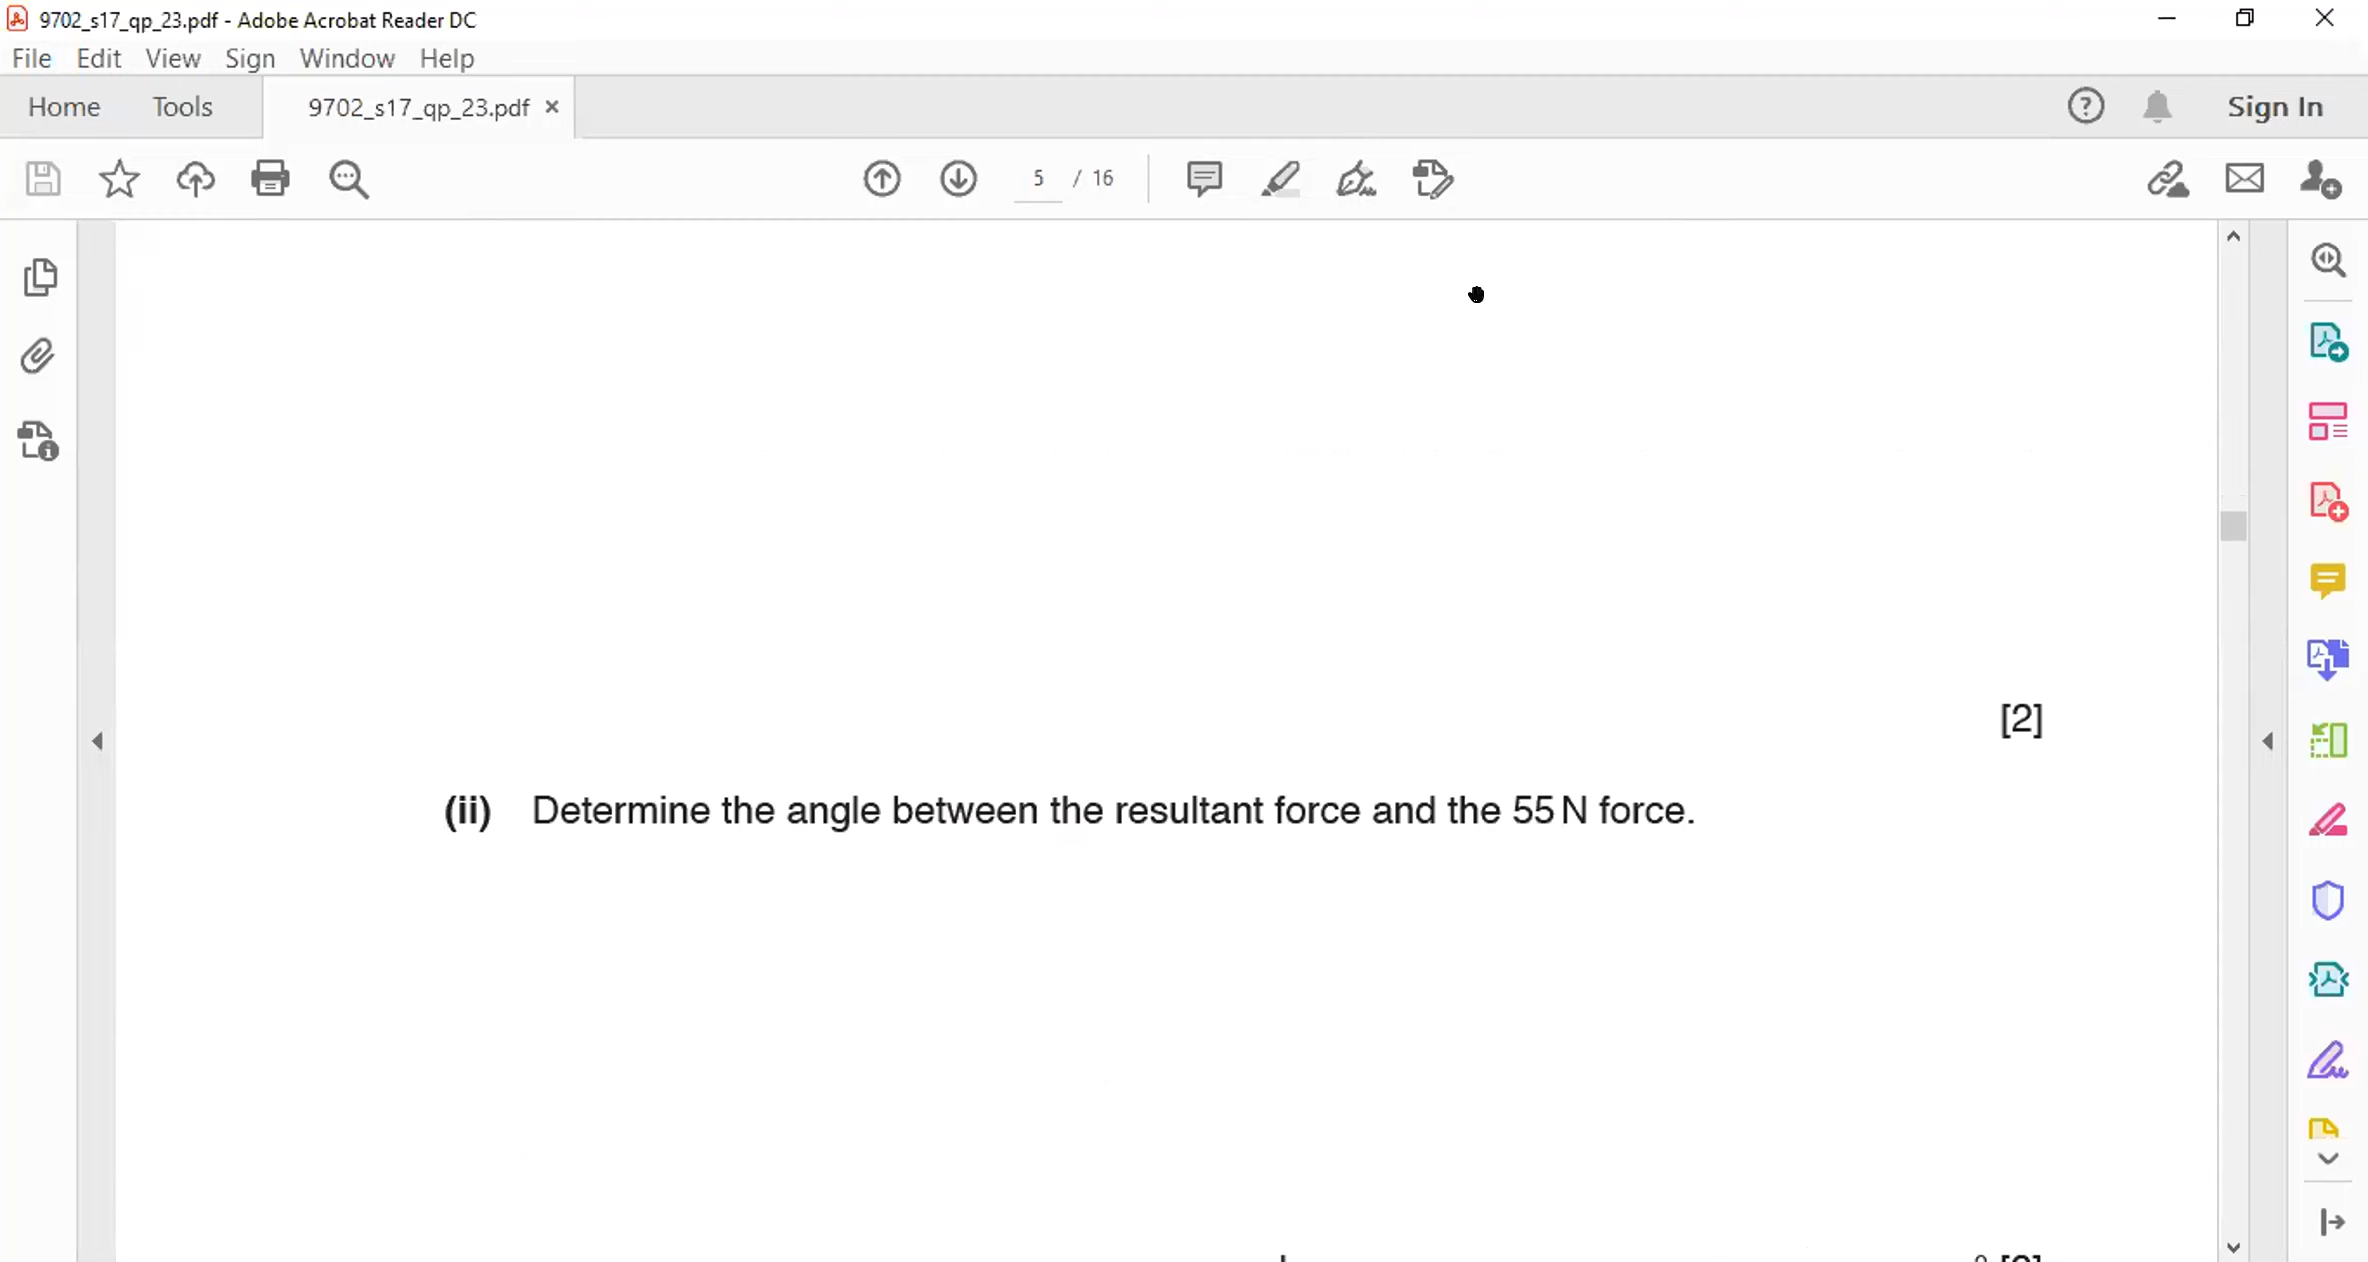 9702_s17_qp_23.pdf - Adobe Acrobat Reader DC
File Edit View Sign Window Help
Home Tools 9702_s17_qp_23.pdf × Sign In
5 / 16
[2]
(ii) Determine the angle between the resultant force and the 55 N force.